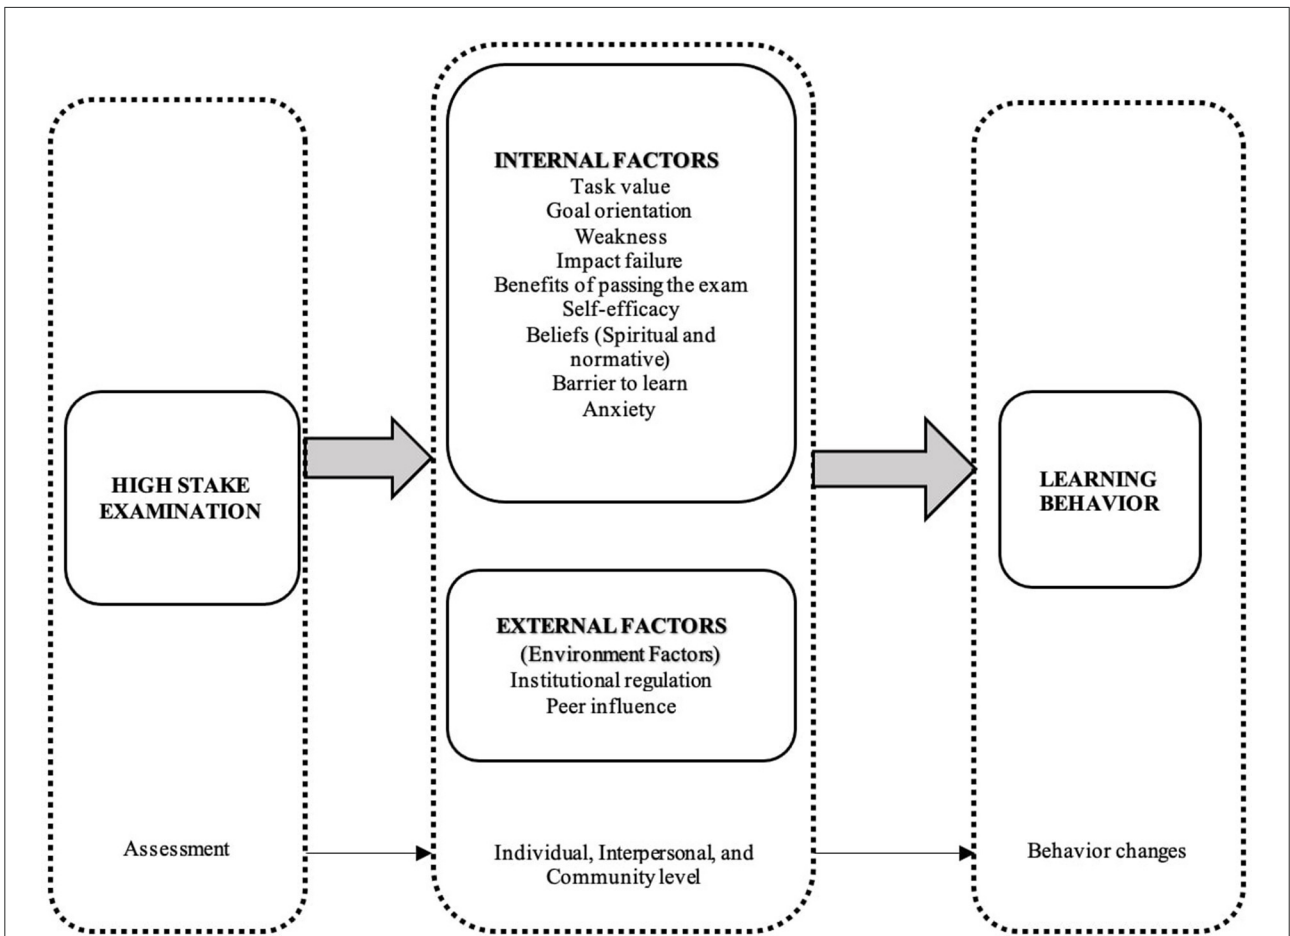 HIGH STAKE
EXAMINATION
Assessment
INTERNAL FACTORS
Task value
Goal orientation
Weakness
Impact failure
Benefits of passing the exam
Self-efficacy
Beliefs (Spiritual and
normative)
Barrier to learn
Anxiety
EXTERNAL FACTORS
(Environment Factors)
Institutional regulation
Peer influence
Individual, Interpersonal, and
Community level
LEARNING
BEHAVIOR
Behavior changes